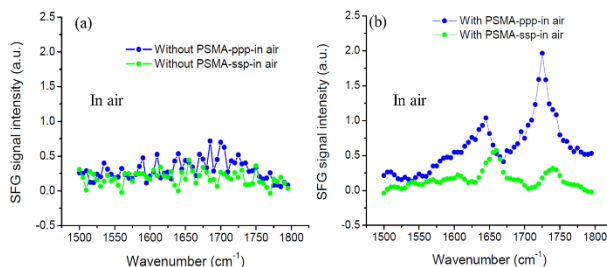 (a)
Without PSMA-ppp-in air
Without PSMA-ssp-in air
In air
SFG signal intensity (a.u.)
2.5
2.0
1.5
1.0
0.5
0.0
-0.5
1500 1550 1600 1650 1700 1750 1800
Wavenumber (cm-1)
(b)
With PSMA-ppp-in air
With PSMA-ssp-in air
In air
SFG signal intensity (a.u.)
2.5
2.0
1.5
1.0
0.5
0.0
-0.5
1500 1550 1600 1650 1700 1750 1800
Wavenumber (cm-1)